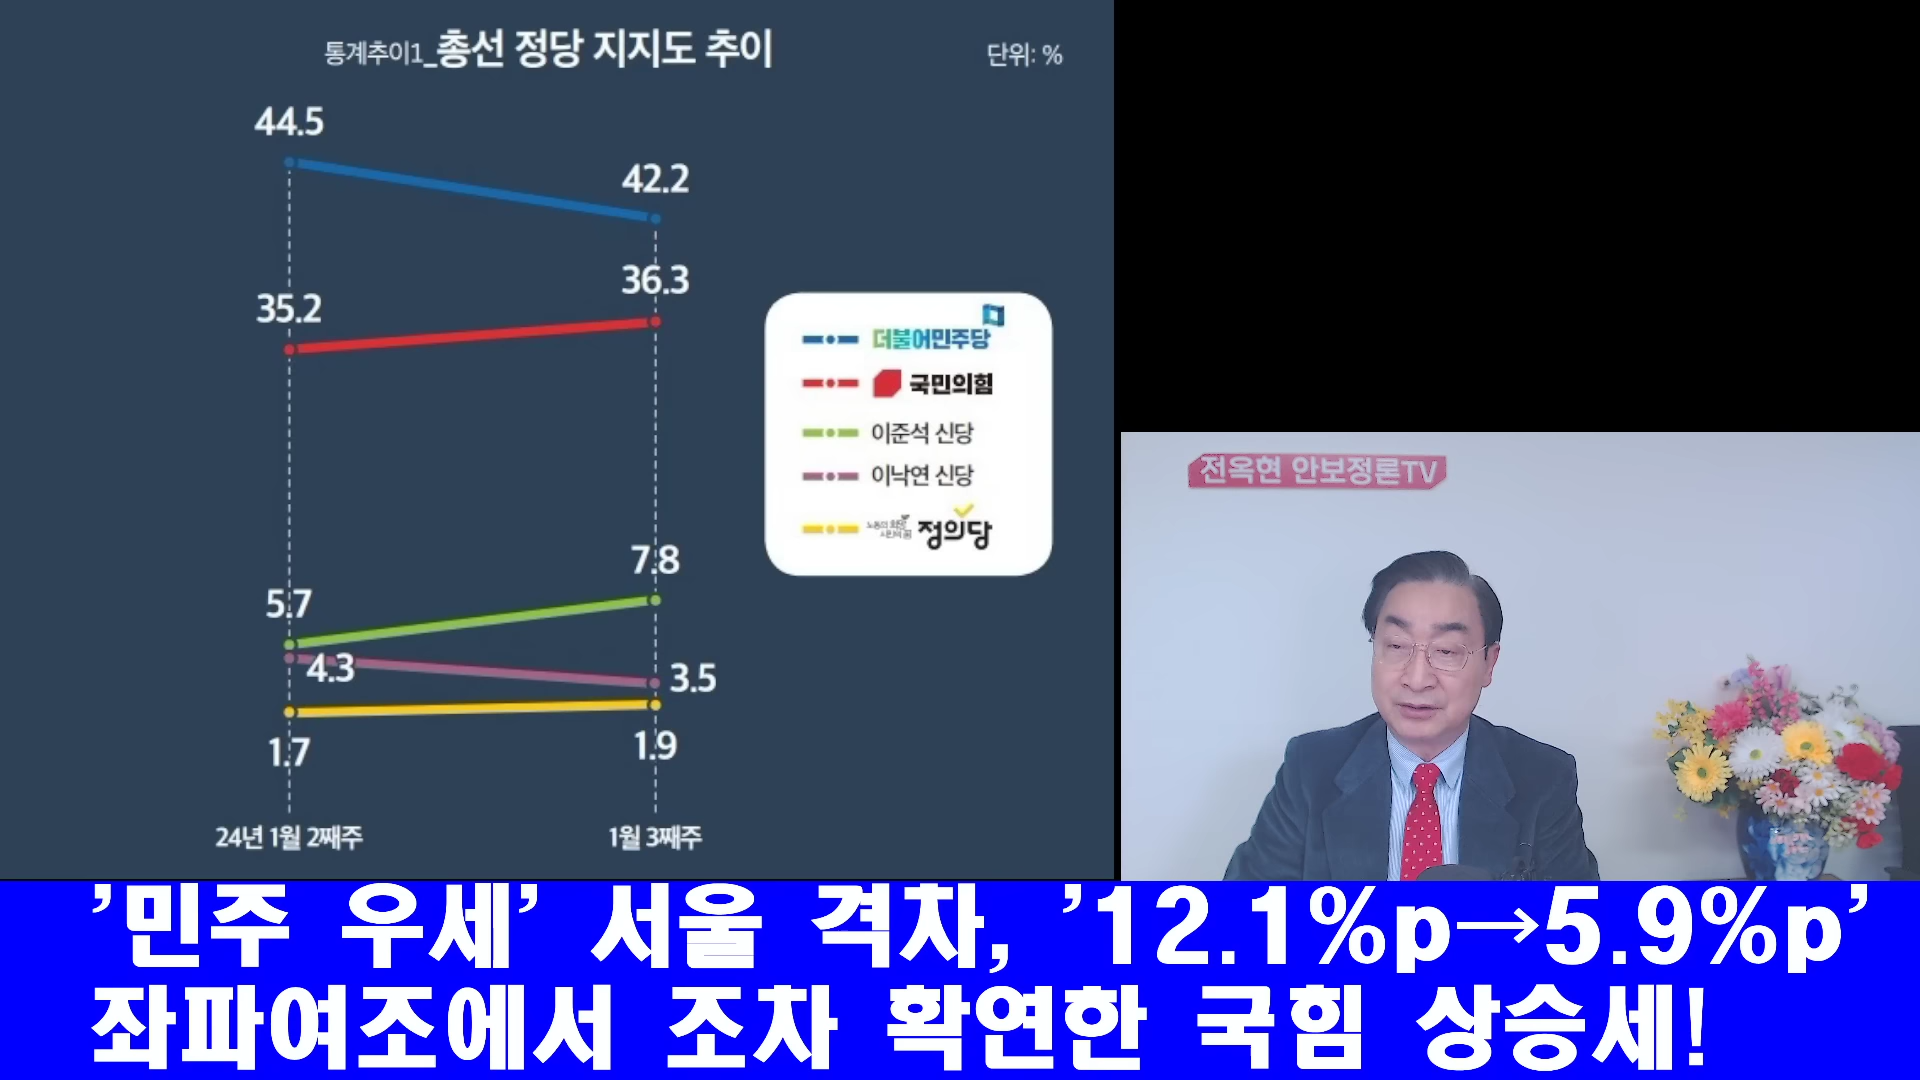 통계추이1_총선 정당 지지도 추이
단위: %
44.5
42.2
36.3
35.2
더불어민주당
국민의힘
이준석 신당
이낙연 신당
정의당
7.8
5.7
4.3
3.5
1.7
1.9
24년 1월 2째주
1월 3째주
전옥현 안보정론TV
'민주 우세' 서울 격차, '12.1%p→5.9%p'
좌파여조에서 조차 확연한 국힘 상승세!